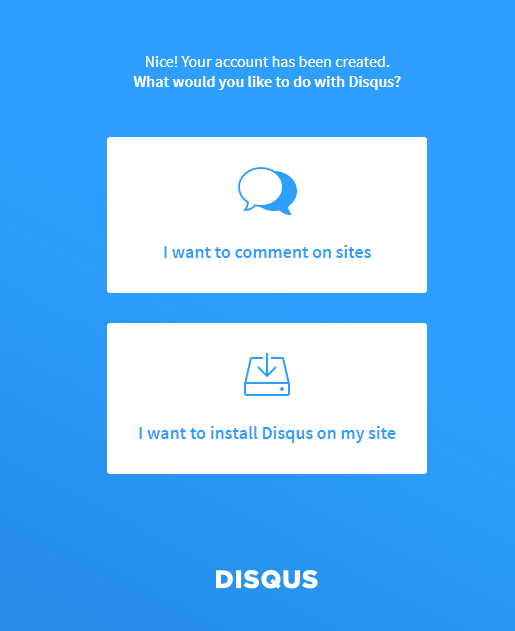 Nice! Your account has been created.
What would you like to do with Disqus?
I want to comment on sites
I want to install Disqus on my site
DISQUS